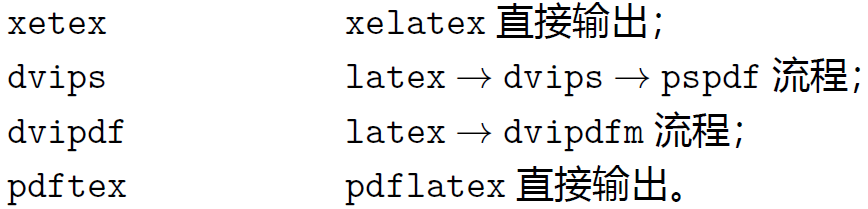 xetex xelatex 直接输出；
dvips latex → dvips → pspdf 流程；
dvipdf latex → dvipdfm 流程；
pdftex pdflatex 直接输出。